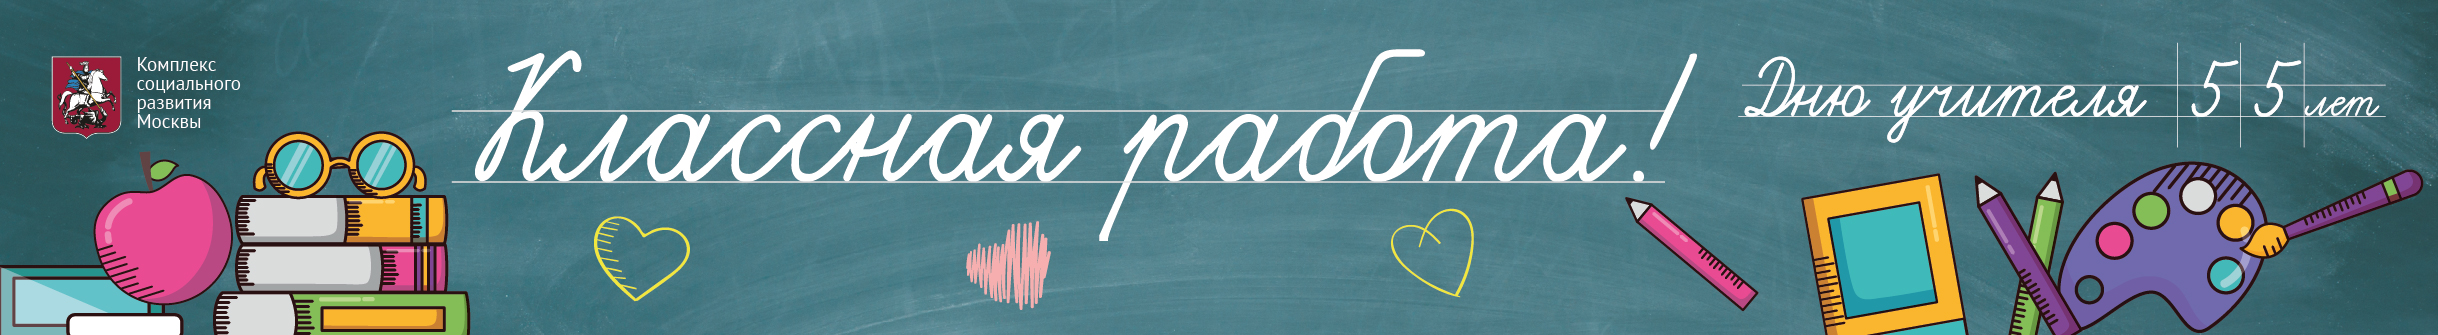 Комплекс
социального
развития
Москвы
Классная работа!
Дню учителя 55 лет